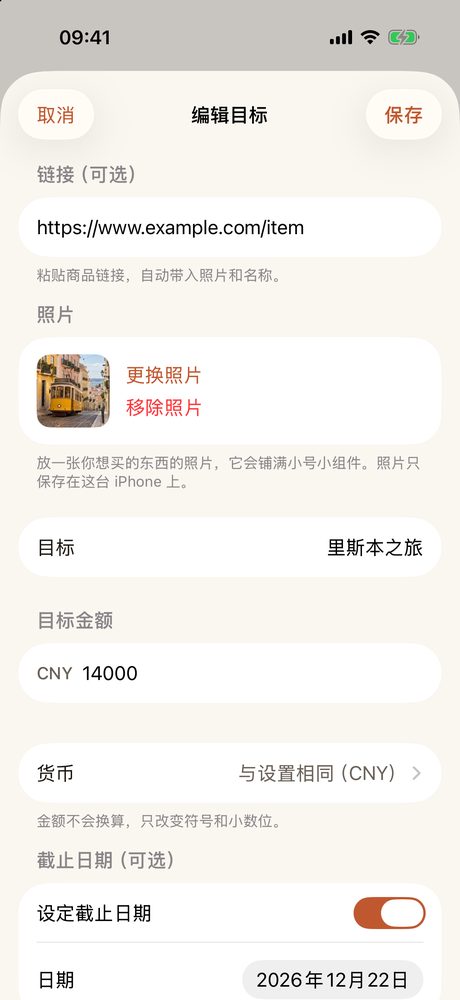 09:41
取消
编辑目标
保存
链接（可选）
https://www.example.com/item
粘贴商品链接，自动带入照片和名称。
照片
更换照片
移除照片
放一张你想买的东西的照片，它会铺满小号小组件。照片只
保存在这台 iPhone 上。
目标 里斯本之旅
目标金额
CNY 14000
货币 与设置相同（CNY）
金额不会换算，只改变符号和小数位。
截止日期（可选）
设定截止日期
日期 2026年12月22日